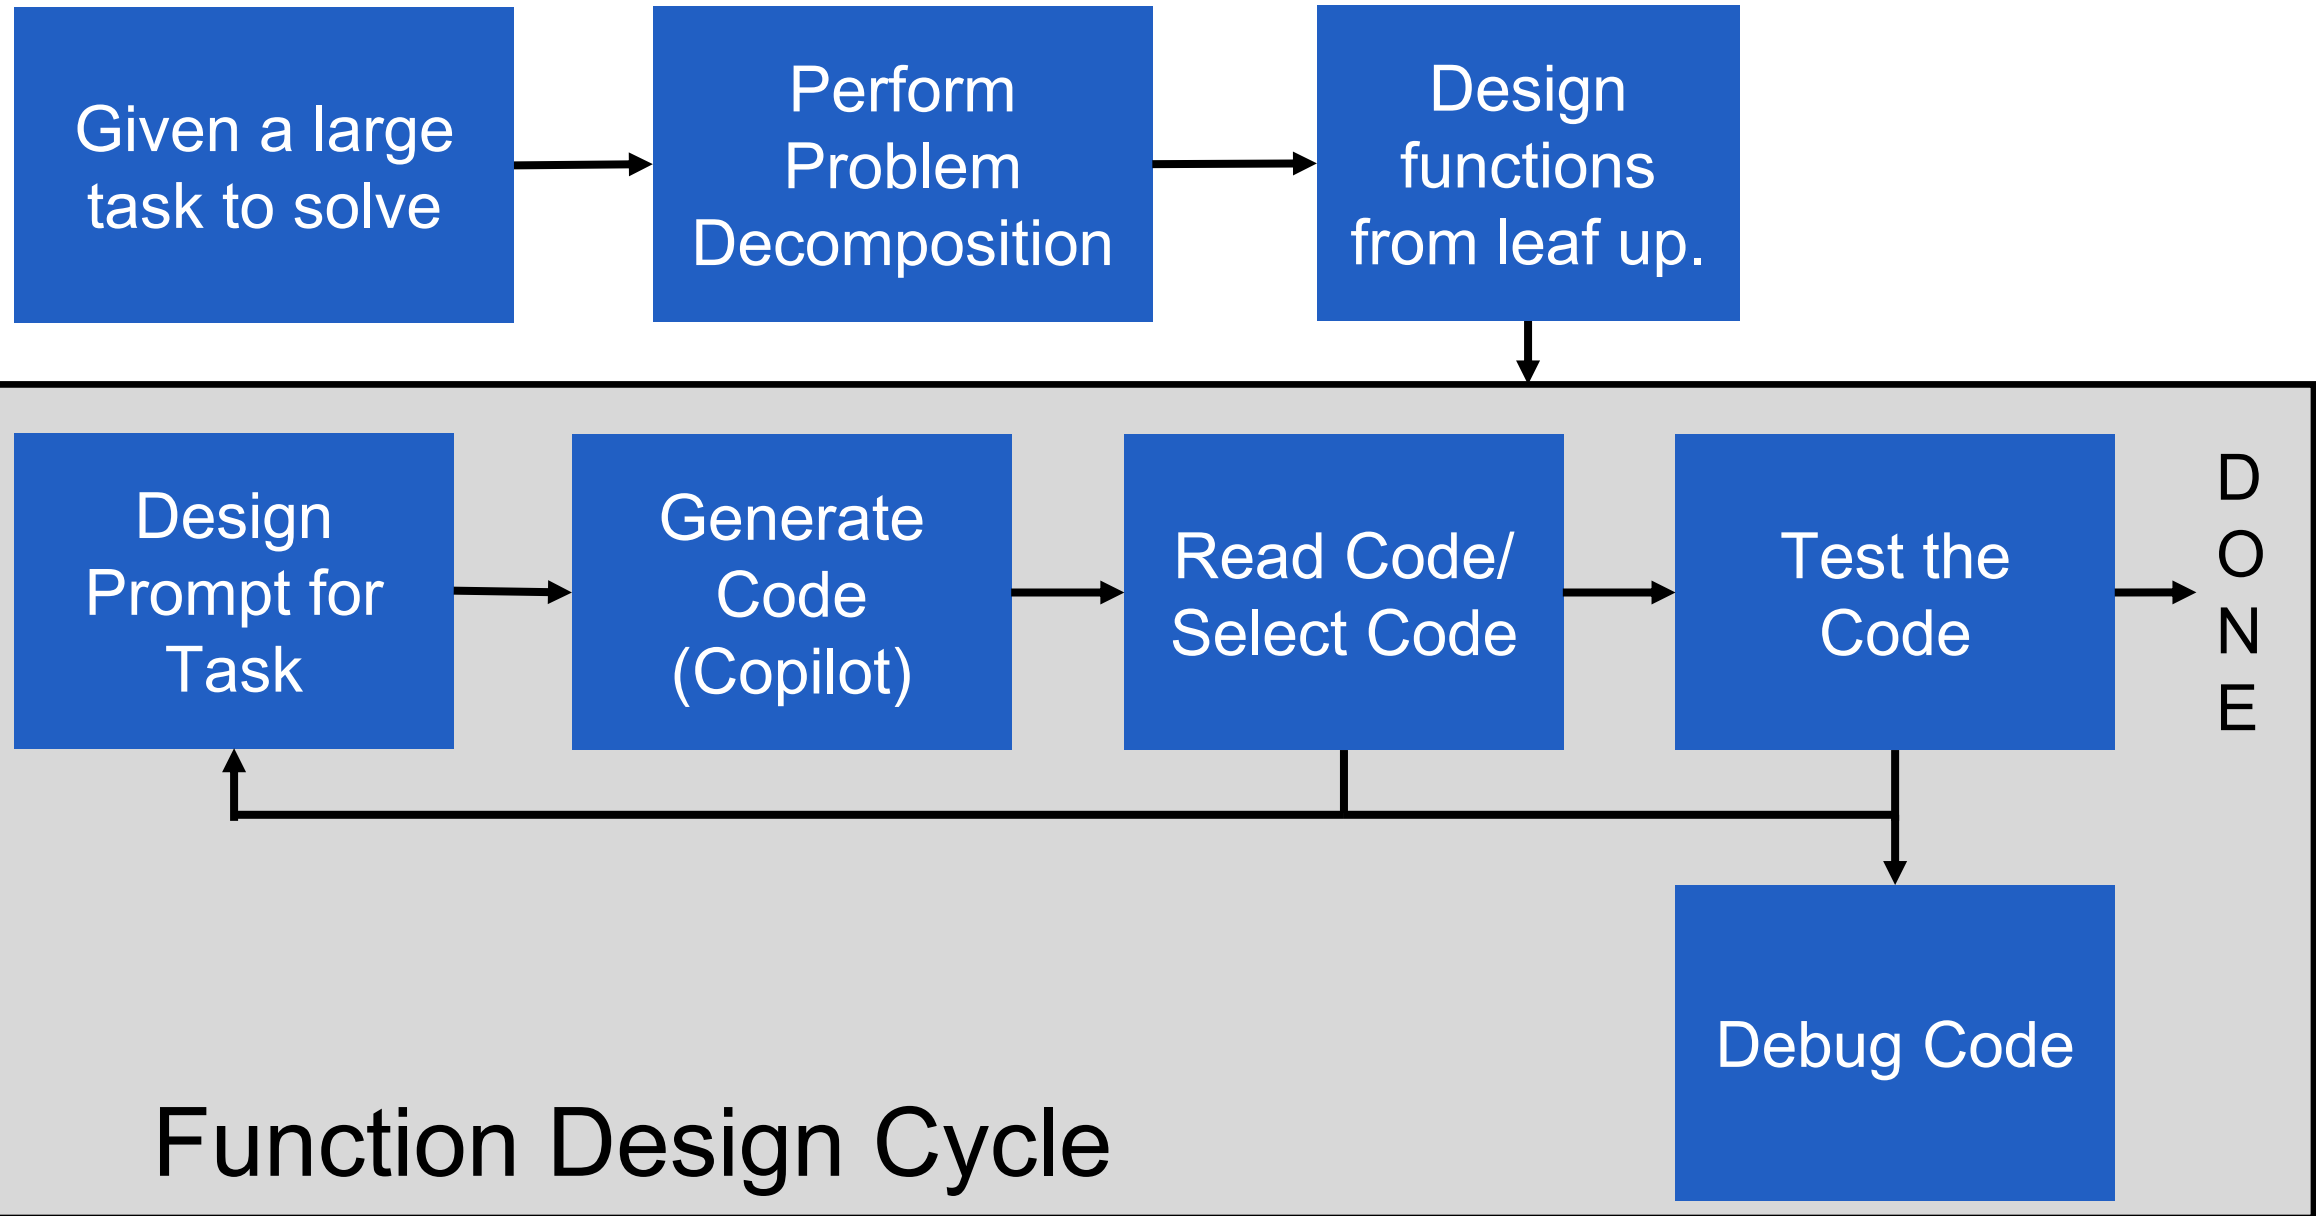 Given a large
task to solve
Perform
Problem
Decomposition
Design
functions
from leaf up.
Design
Prompt for
Task
Generate
Code
(Copilot)
Read Code/
Select Code
Test the
Code
D
O
N
E
Debug Code
Function Design Cycle